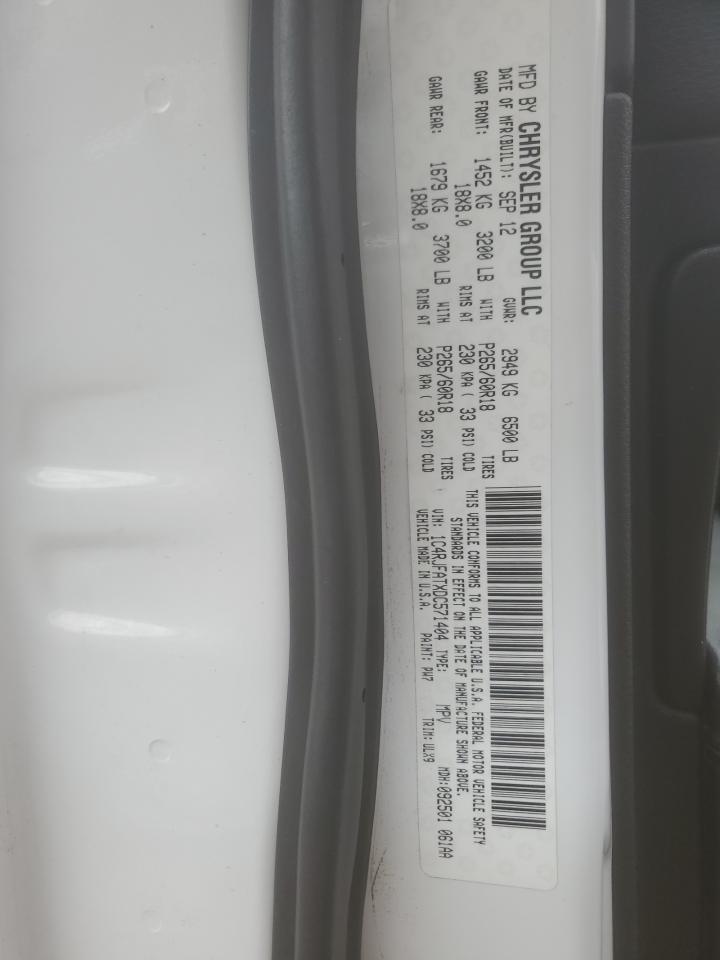 MFD BY CHRYSLER GROUP LLC
DATE OF MFR(BUILT): SEP 12 GVWR: 2949 KG 6500 LB
GAWR FRONT: 1452 KG 3200 LB WITH P265/60R18 TIRES
18X8.0 RIMS AT 230 KPA ( 33 PSI) COLD
GAWR REAR: 1679 KG 3700 LB WITH P265/60R18 TIRES
18X8.0 RIMS AT 230 KPA ( 33 PSI) COLD
THIS VEHICLE CONFORMS TO ALL APPLICABLE U.S.A. FEDERAL MOTOR VEHICLE SAFETY
STANDARDS IN EFFECT ON THE DATE OF MANUFACTURE SHOWN ABOVE.
VIN: 1C4RJFATXDC571404 TYPE: MPV MDH:092501 061AA
VEHICLE MADE IN U.S.A. PAINT: PW7 TRIM: ULX9